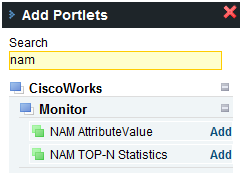 Add Portlets
Search
nam
CiscoWorks
Monitor
NAM AttributeValue Add
NAM TOP-N Statistics Add